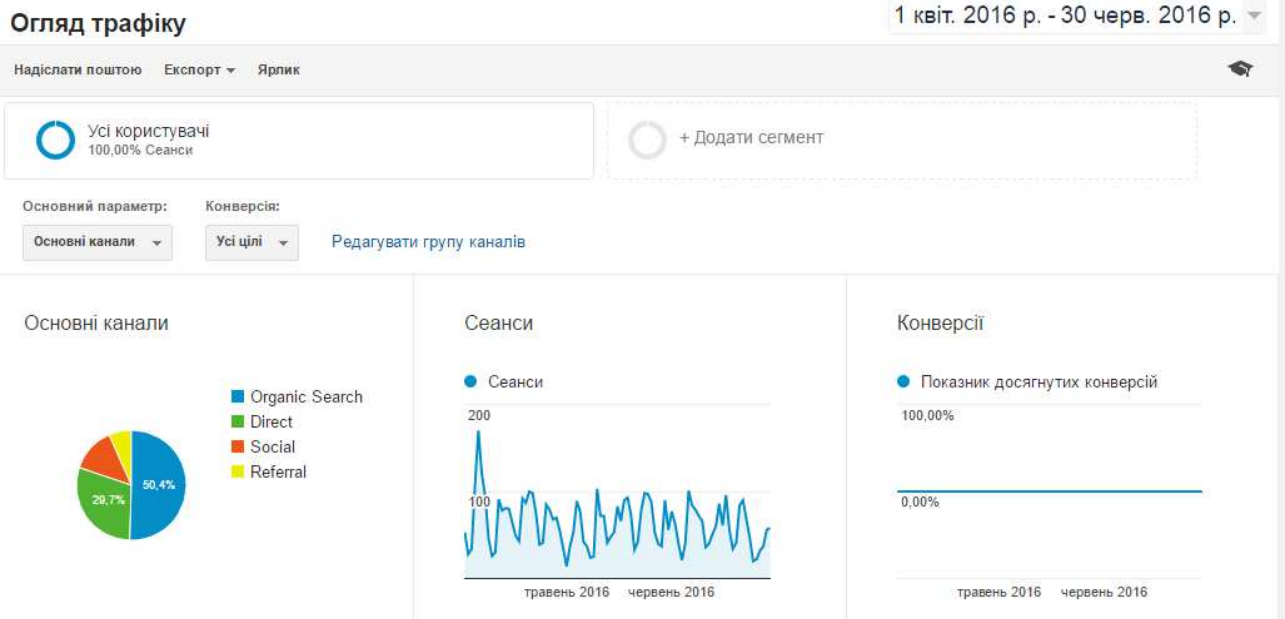 Огляд трафіку
1 квіт. 2016 р. - 30 черв. 2016 р.
Надіслати поштою Експорт Ярлик
Усі користувачі
100,00% Сеанси
+ Додати сегмент
Основний параметр: Конверсія:
Основні канали Усі цілі Редагувати групу каналів
Основні канали
Organic Search
Direct
Social
Referral
50,4%
29,7%
Сеанси
Сеанси
200
100
травень 2016 червень 2016
Конверсії
Показник досягнутих конверсій
100,00%
0,00%
травень 2016 червень 2016